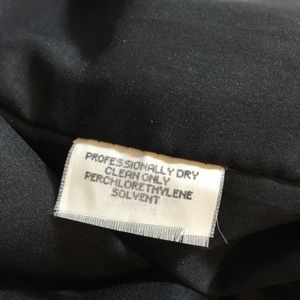 PROFESSIONALLY DRY
CLEAN ONLY
PERCHLORETHYLENE
SOLVENT